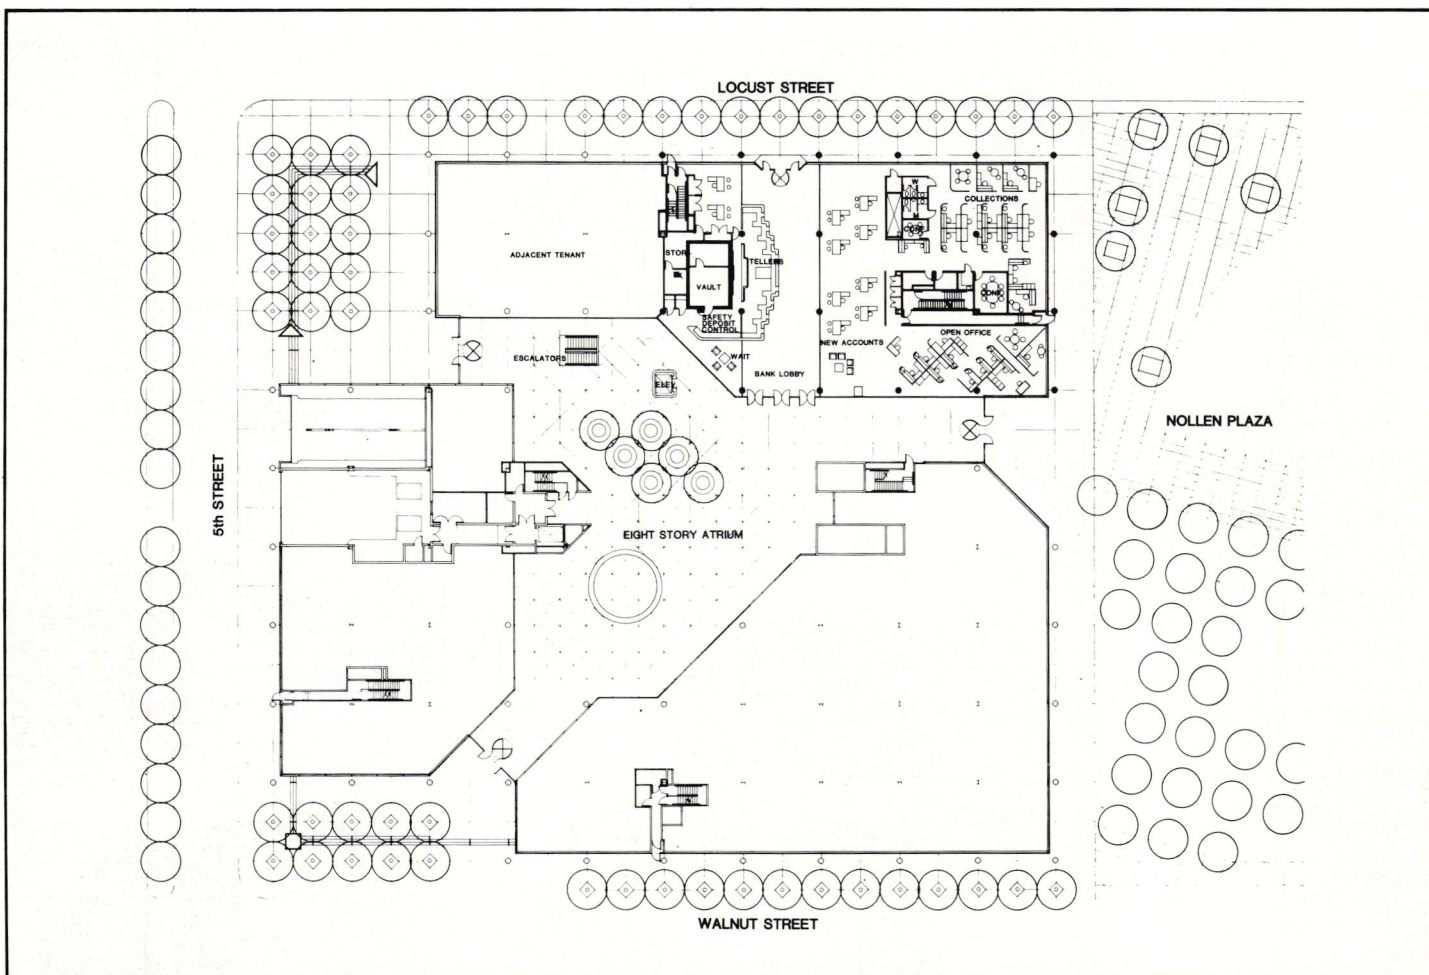 LOCUST STREET
W
COLLECTIONS
M
CONF
ADJACENT TENANT
STOR.
TELLERS
VAULT
CONF
SAFETY
DEPOSIT
CONTROL
OPEN OFFICE
NEW ACCOUNTS
ESCALATORS
WAIT
BANK LOBBY
ELEV.
NOLLEN PLAZA
5th STREET
EIGHT STORY ATRIUM
WALNUT STREET